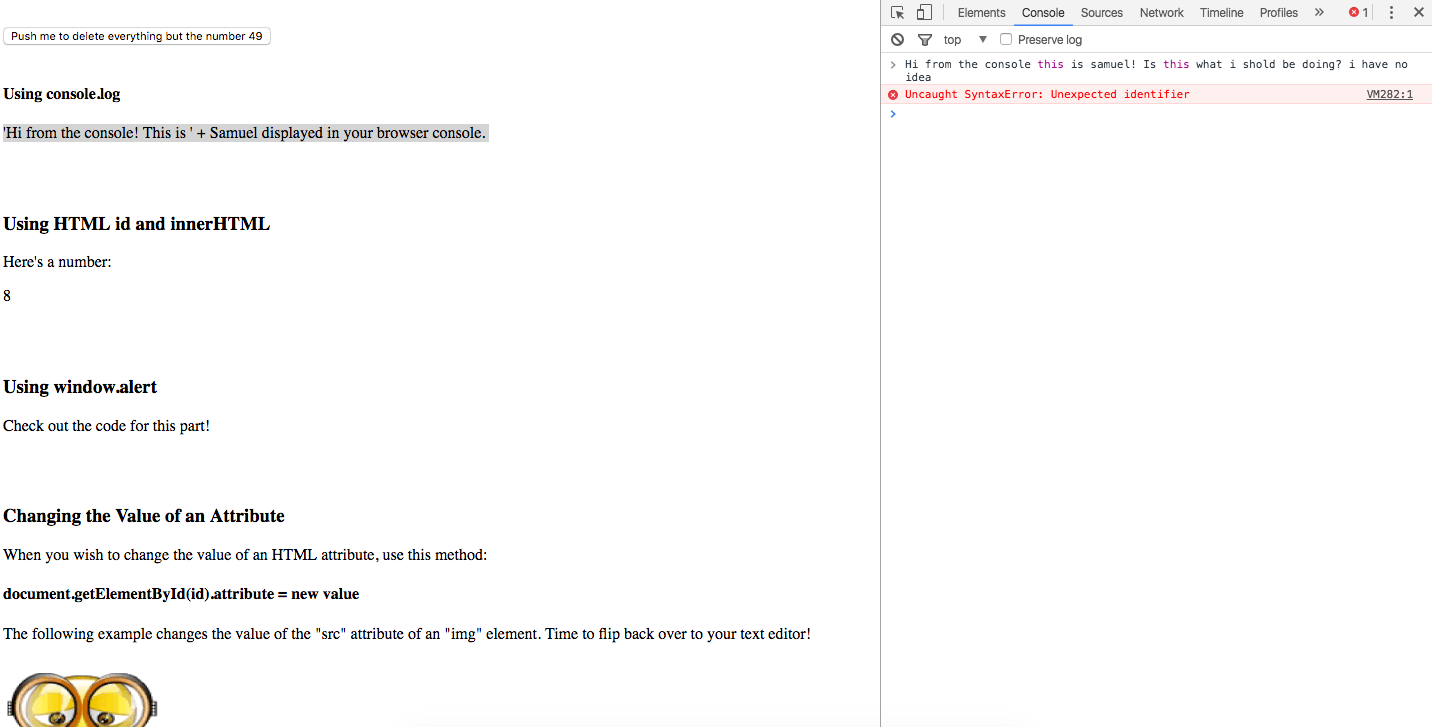 Push me to delete everything but the number 49
Using console.log
'Hi from the console! This is ' + Samuel displayed in your browser console.
Using HTML id and innerHTML
Here's a number:
8
Using window.alert
Check out the code for this part!
Changing the Value of an Attribute
When you wish to change the value of an HTML attribute, use this method:
document.getElementById(id).attribute = new value
The following example changes the value of the "src" attribute of an "img" element. Time to flip back over to your text editor!
Elements Console Sources Network Timeline Profiles » 1
top ▼ Preserve log
> Hi from the console this is samuel! Is this what i shold be doing? i have no
idea
Uncaught SyntaxError: Unexpected identifier VM282:1
>